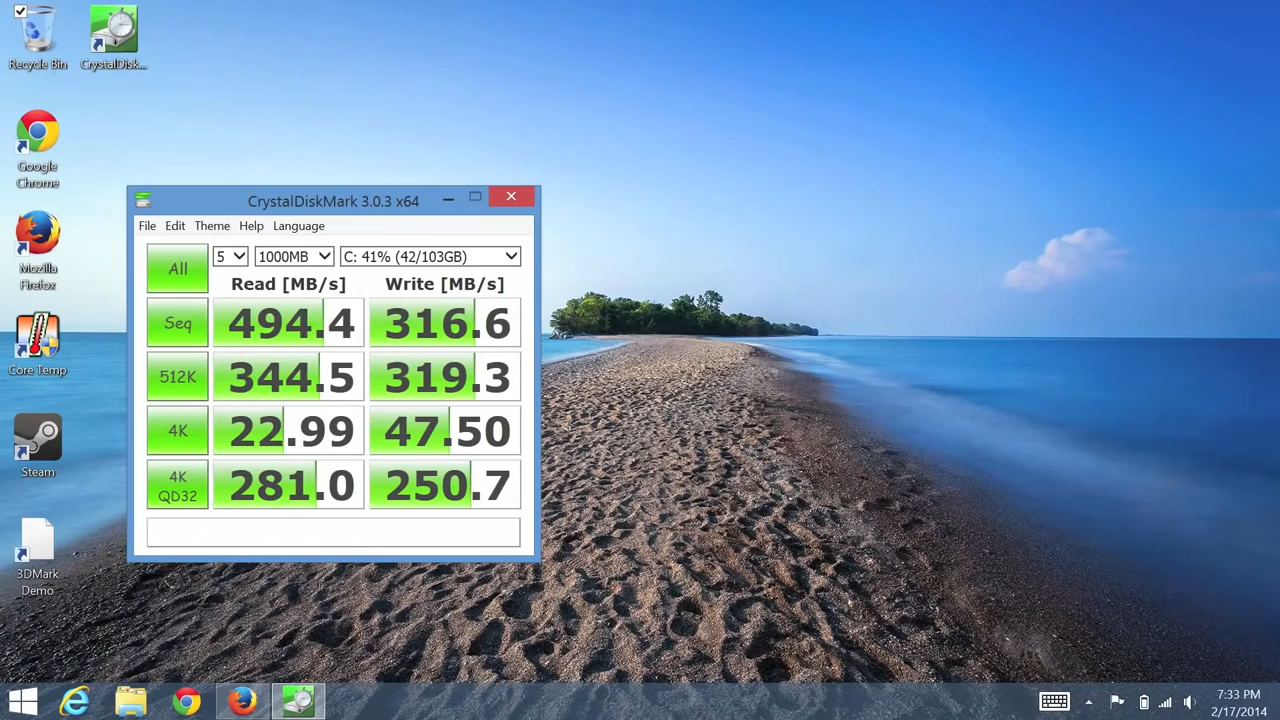 Recycle Bin
CrystalDisk...
Google
Chrome
Mozilla
Firefox
Core Temp
Steam
3DMark
Demo
CrystalDiskMark 3.0.3 x64
File Edit Theme Help Language
All 5 1000MB C: 41% (42/103GB)
Read [MB/s] Write [MB/s]
Seq 494.4 316.6
512K 344.5 319.3
4K 22.99 47.50
4K
QD32 281.0 250.7
7:33 PM
2/17/2014